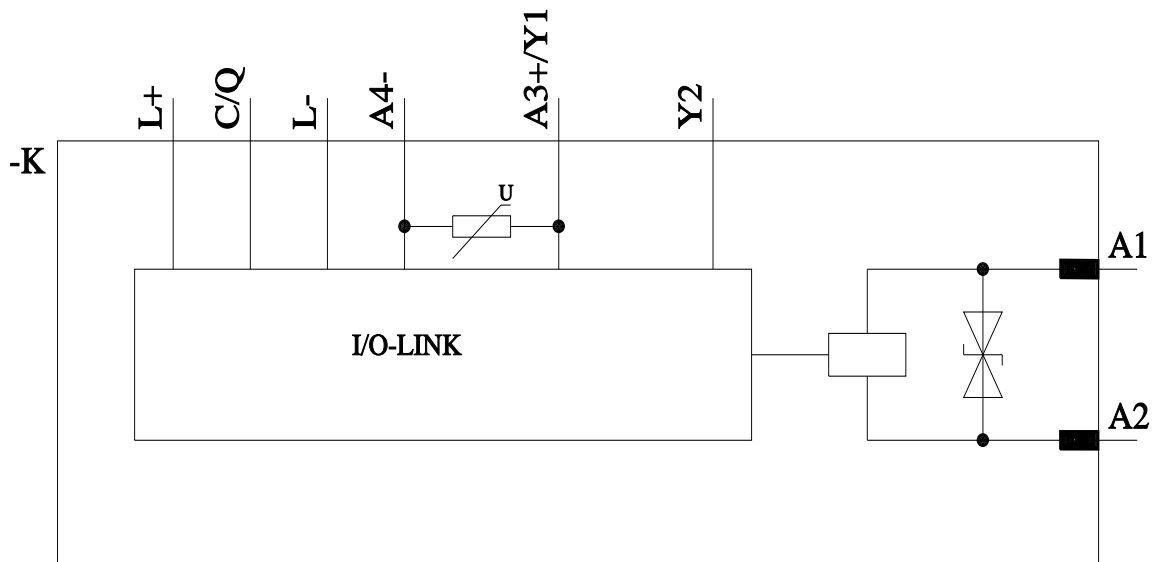 L+
C/Q
L-
A4-
A3+/Y1
Y2
-K
U
A1
I/O-LINK
A2